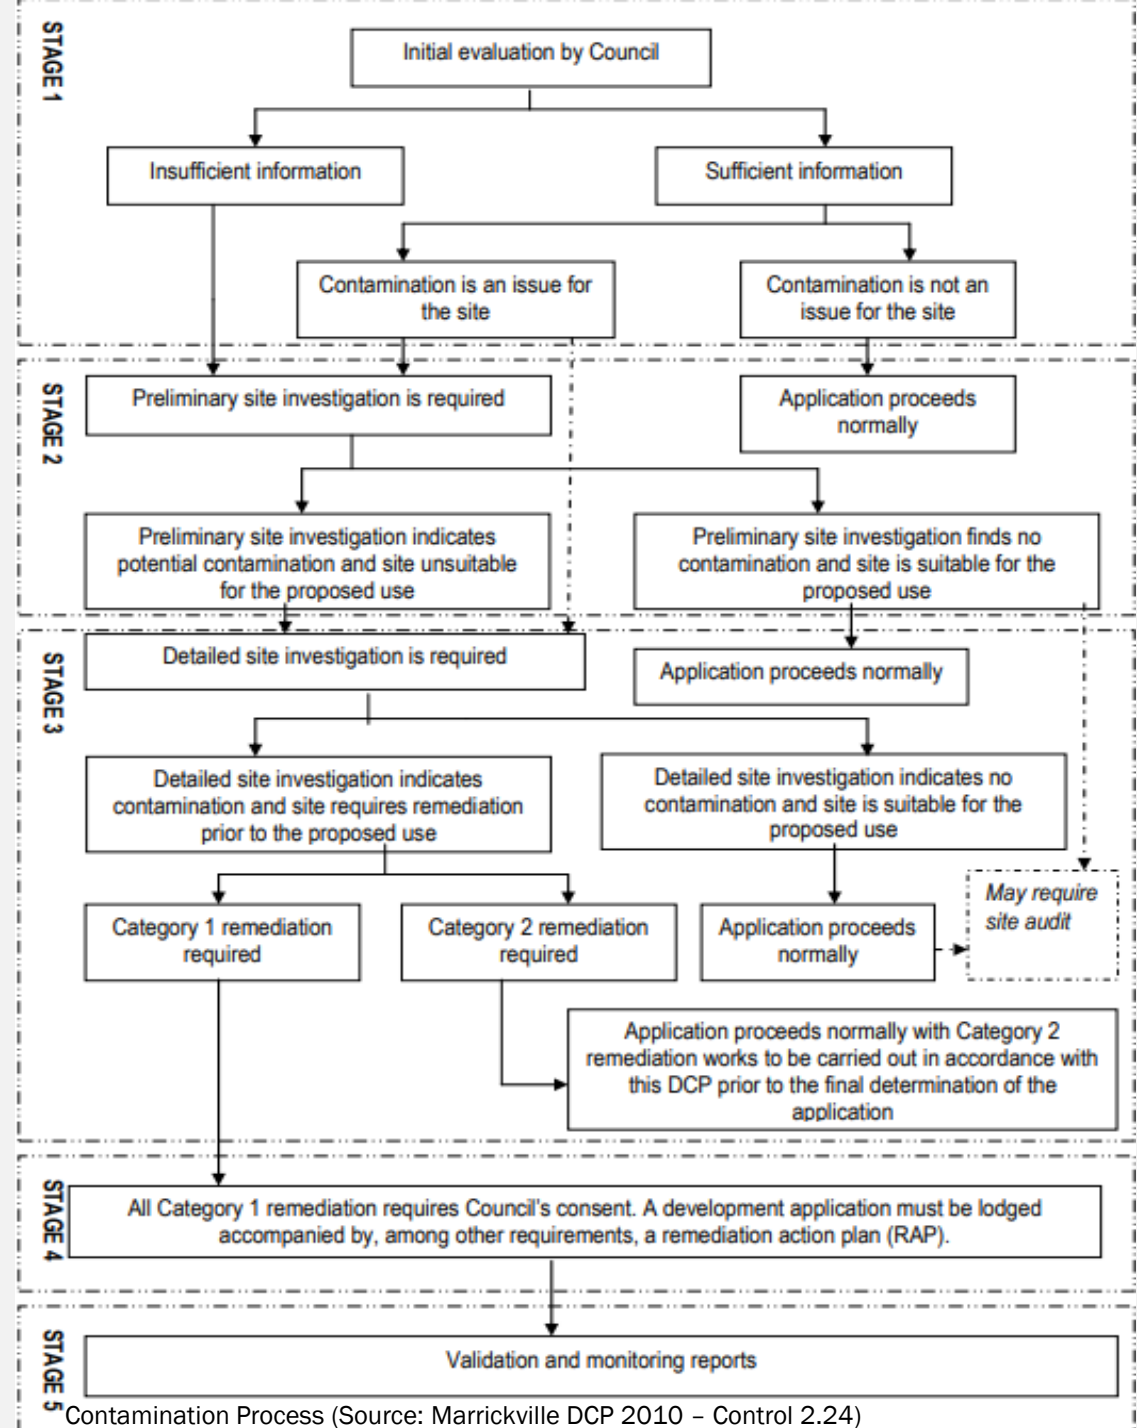 STAGE 1
Initial evaluation by Council
Insufficient information
Sufficient information
Contamination is an issue for
the site
Contamination is not an
issue for the site
STAGE 2
Preliminary site investigation is required
Application proceeds
normally
Preliminary site investigation indicates
potential contamination and site unsuitable
for the proposed use
Preliminary site investigation finds no
contamination and site is suitable for the
proposed use
STAGE 3
Detailed site investigation is required
Application proceeds normally
Detailed site investigation indicates
contamination and site requires remediation
prior to the proposed use
Detailed site investigation indicates no
contamination and site is suitable for the
proposed use
May require
site audit
Category 1 remediation
required
Category 2 remediation
required
Application proceeds
normally
Application proceeds normally with Category 2
remediation works to be carried out in accordance with
this DCP prior to the final determination of the
application
STAGE 4
All Category 1 remediation requires Council's consent. A development application must be lodged
accompanied by, among other requirements, a remediation action plan (RAP).
STAGE 5
Validation and monitoring reports
Contamination Process (Source: Marrickville DCP 2010 – Control 2.24)